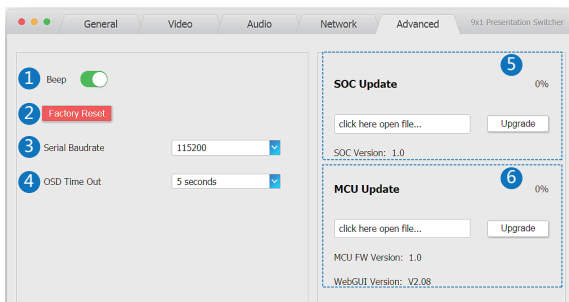 General Video Audio Network Advanced 9x1 Presentation Switcher
1 Beep
2 Factory Reset
3 Serial Baudrate 115200
4 OSD Time Out 5 seconds
5
SOC Update 0%
click here open file... Upgrade
SOC Version: 1.0
6
MCU Update 0%
click here open file... Upgrade
MCU FW Version: 1.0
WebGUI Version: V2.08